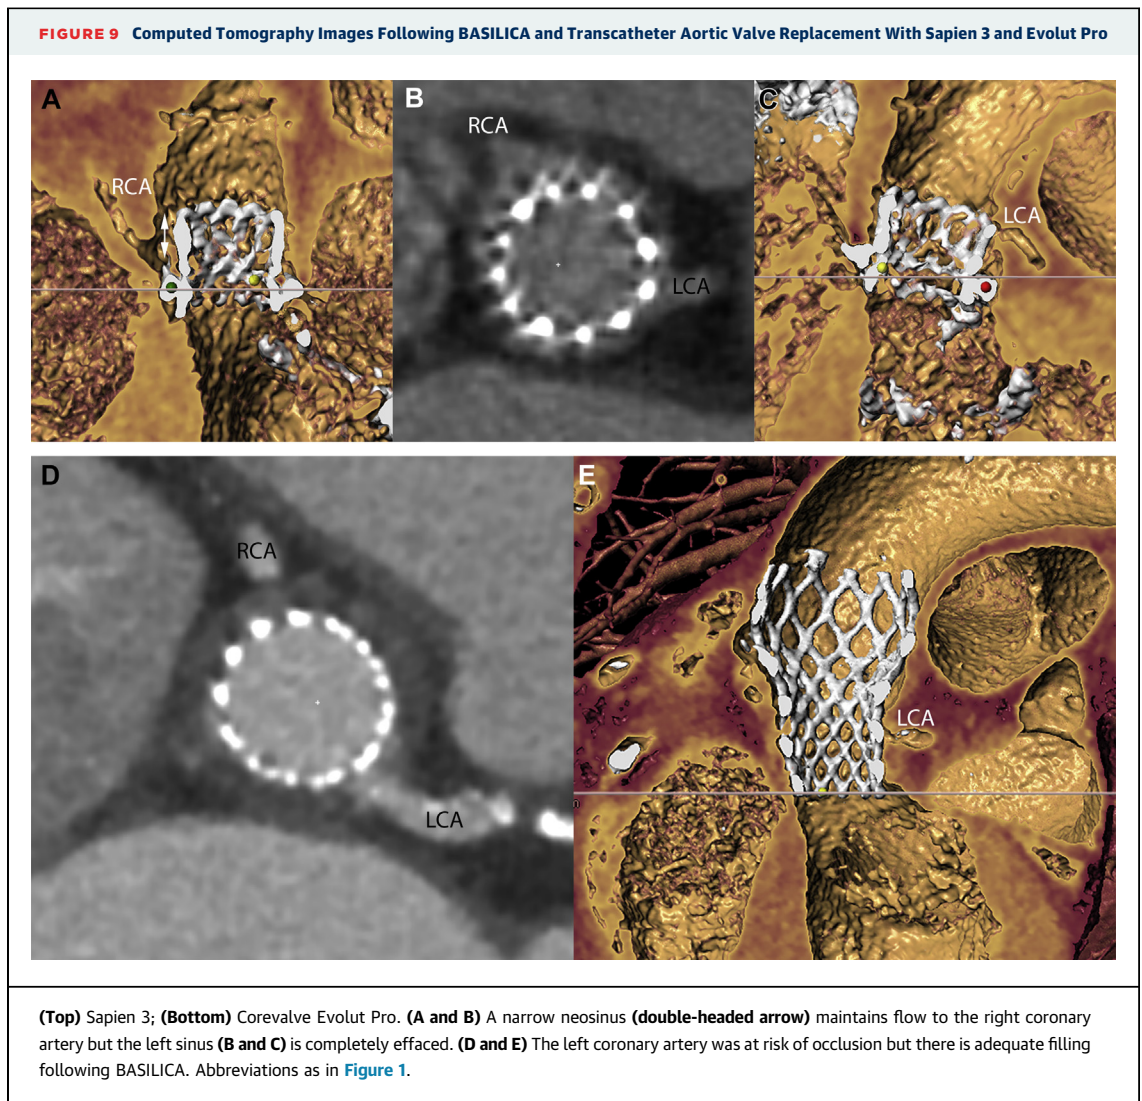 FIGURE 9 Computed Tomography Images Following BASILICA and Transcatheter Aortic Valve Replacement With Sapien 3 and Evolut Pro
A
RCA
B
RCA
LCA
C
LCA
D
RCA
LCA
E
LCA
(Top) Sapien 3; (Bottom) Corevalve Evolut Pro. (A and B) A narrow neosinus (double-headed arrow) maintains flow to the right coronary
artery but the left sinus (B and C) is completely effaced. (D and E) The left coronary artery was at risk of occlusion but there is adequate filling
following BASILICA. Abbreviations as in Figure 1.